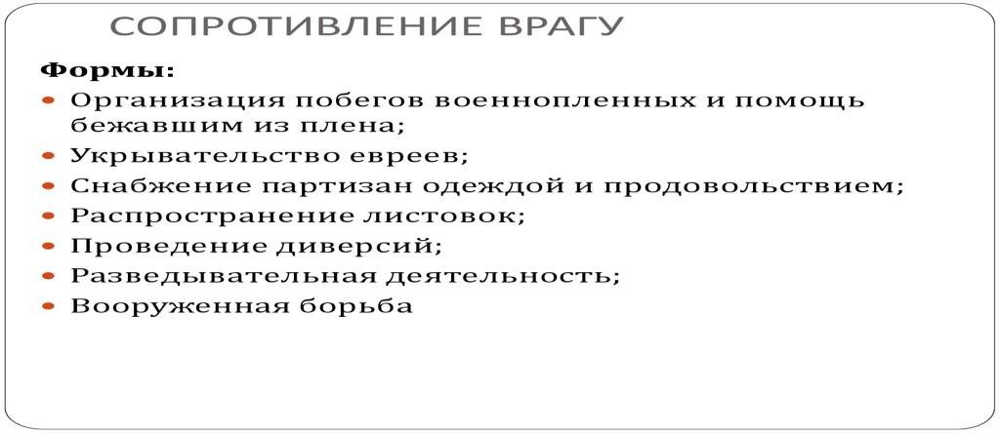 СОПРОТИВЛЕНИЕ ВРАГУ
Формы:
• Организация побегов военнопленных и помощь
бежавшим из плена;
• Укрывательство евреев;
• Снабжение партизан одеждой и продовольствием;
• Распространение листовок;
• Проведение диверсий;
• Разведывательная деятельность;
• Вооруженная борьба